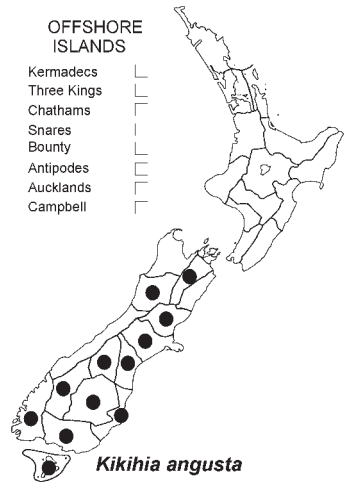 OFFSHORE
ISLANDS
Kermadecs
Three Kings
Chathams
Snares
Bounty
Antipodes
Aucklands
Campbell
Kikihia angusta